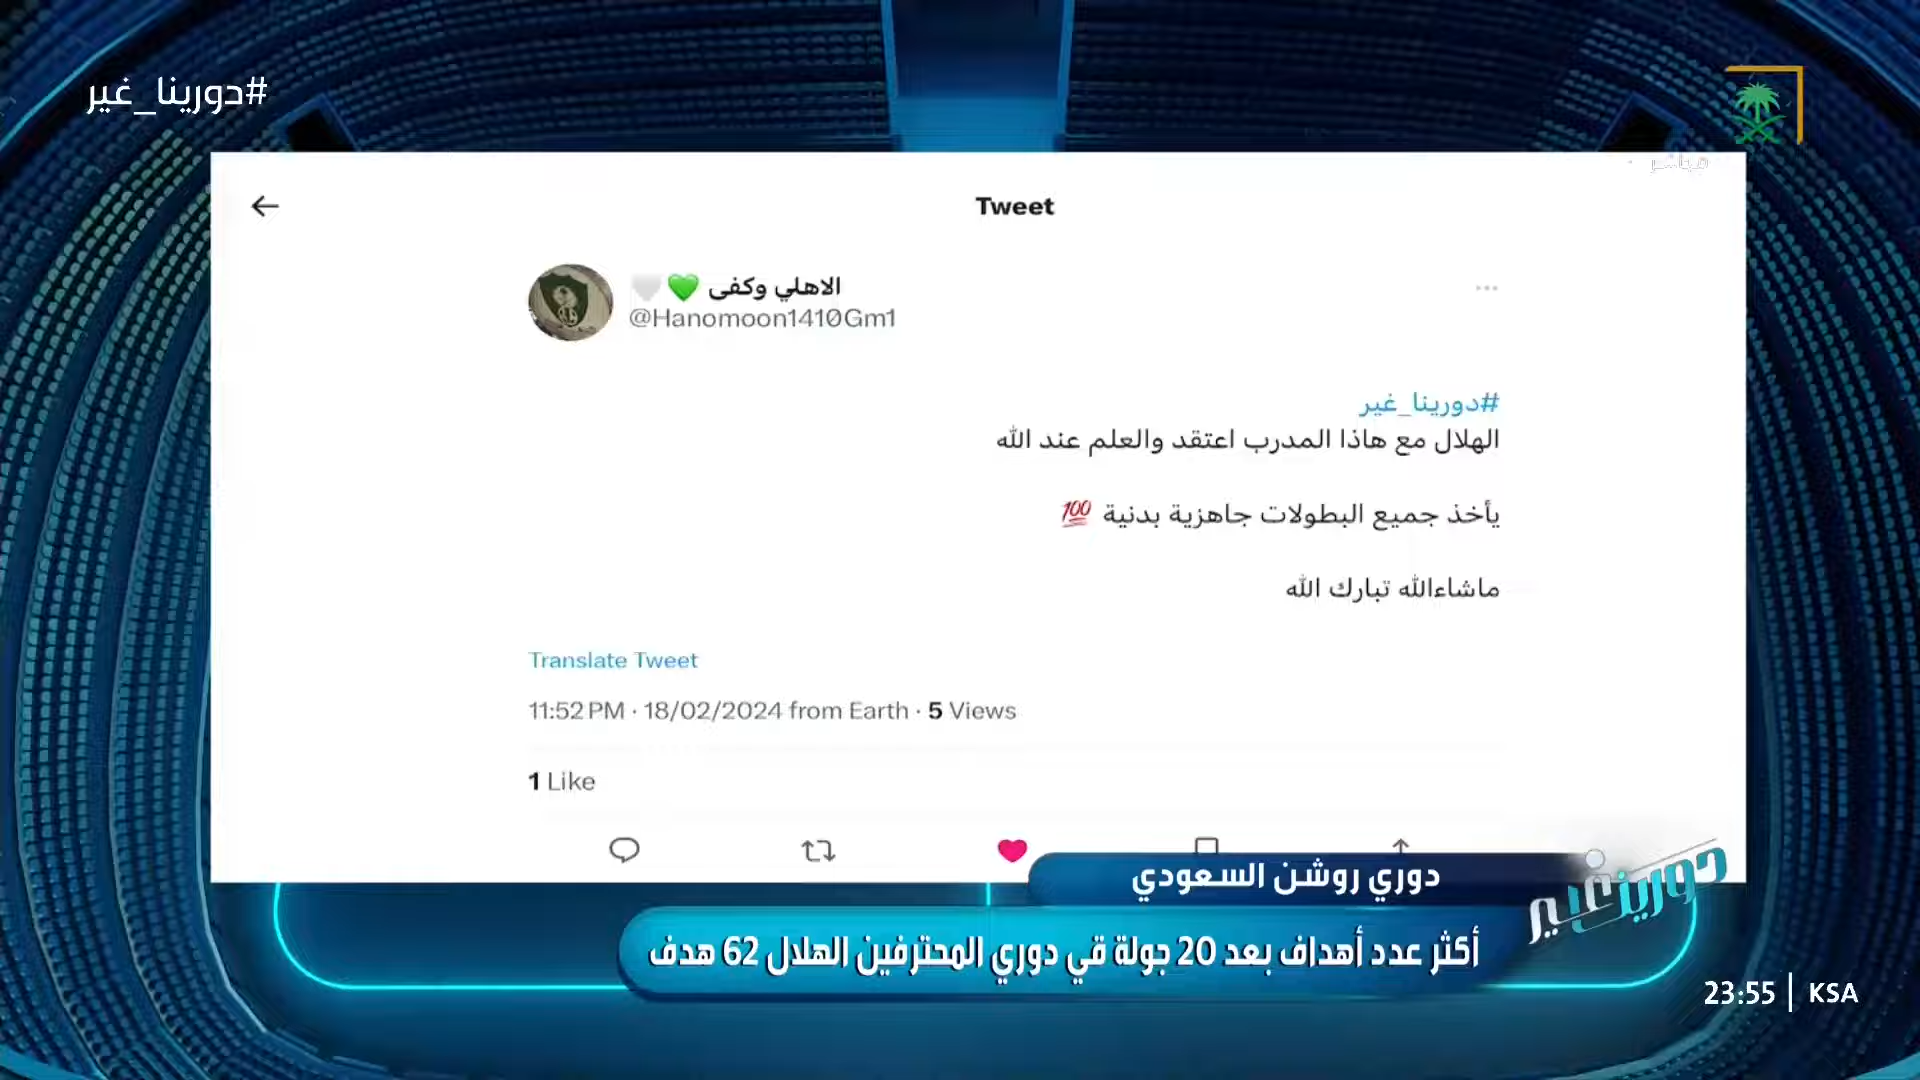 #دورينا_غير
مباشر
Tweet
الاهلي وكفى 💚🤍
@Hanomoon1410Gm1
#دورينا_غير
الهلال مع هاذا المدرب اعتقد والعلم عند الله
يأخذ جميع البطولات جاهزية بدنية 💯
ماشاءالله تبارك الله
Translate Tweet
11:52 PM · 18/02/2024 from Earth · 5 Views
1 Like
دوري روشن السعودي
دورينا غير
أكثر عدد أهداف بعد 20 جولة في دوري المحترفين الهلال 62 هدف
23:55 | KSA